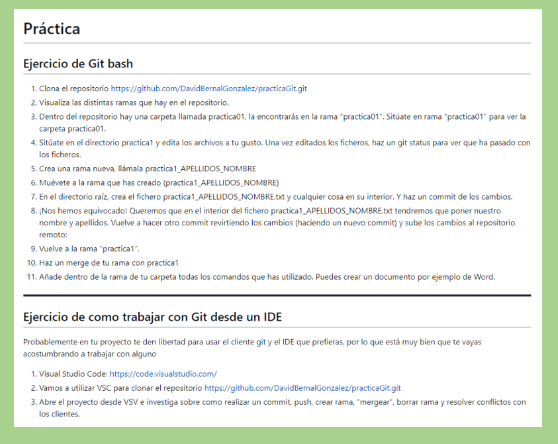 Práctica
Ejercicio de Git bash
1. Clona el repositorio https://github.com/DavidBernalGonzalez/practicaGit.git
2. Visualiza las distintas ramas que hay en el repositorio.
3. Dentro del repositorio hay una carpeta llamada practica01, la encontrarás en la rama "practica01". Sitúate en rama "practica01" para ver la
carpeta practica01.
4. Sitúate en el directorio practica1 y edita los archivos a tu gusto. Una vez editados los ficheros, haz un git status para ver que ha pasado con
los ficheros.
5. Crea una rama nueva, llámala practica1_APELLIDOS_NOMBRE
6. Muévete a la rama que has creado (practica1_APELLIDOS_NOMBRE)
7. En el directorio raíz, crea el fichero practica1_APELLIDOS_NOMBRE.txt y cualquier cosa en su interior. Y haz un commit de los cambios.
8. ¡Nos hemos equivocado! Queremos que en el interior del fichero practica1_APELLIDOS_NOMBRE.txt tendremos que poner nuestro
nombre y apellidos. Vuelve a hacer otro commit revirtiendo los cambios (haciendo un nuevo commit) y sube los cambios al repositorio
remoto:
9. Vuelve a la rama "practica1".
10. Haz un merge de tu rama con practica1
11. Añade dentro de la rama de tu carpeta todas los comandos que has utilizado. Puedes crear un documento por ejemplo de Word.
Ejercicio de como trabajar con Git desde un IDE
Probablemente en tu proyecto te den libertad para usar el cliente git y el IDE que prefieras, por lo que está muy bien que te vayas
acostumbrando a trabajar con alguno
1. Visual Studio Code: https://code.visualstudio.com/
2. Vamos a utilizar VSC para clonar el repositorio https://github.com/DavidBernalGonzalez/practicaGit.git
3. Abre el proyecto desde VSV e investiga sobre como realizar un commit, push, crear rama, "mergear", borrar rama y resolver conflictos con
los clientes.